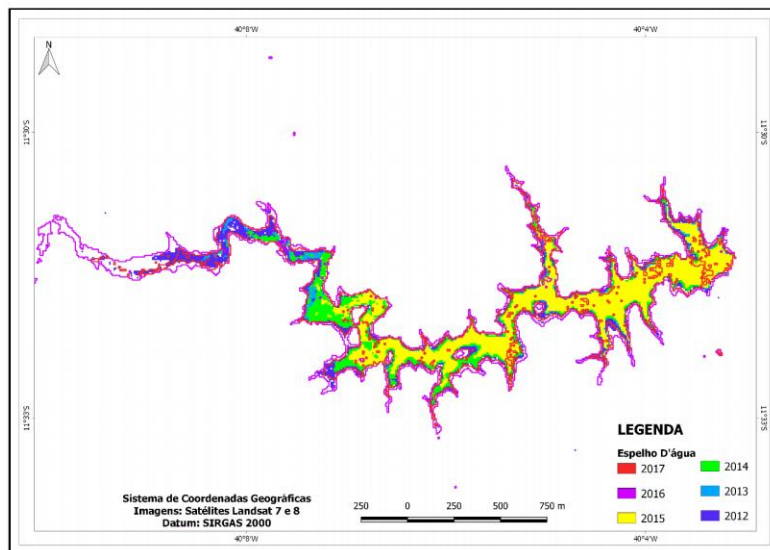 40°8'W 40°4'W
N
11°30'S 11°30'S
11°33'S 11°33'S
LEGENDA
Espelho D'água
2017 2014
2016 2013
2015 2012
Sistema de Coordenadas Geográficas
Imagens: Satélites Landsat 7 e 8
Datum: SIRGAS 2000
250 0 250 500 750 m
40°8'W 40°4'W